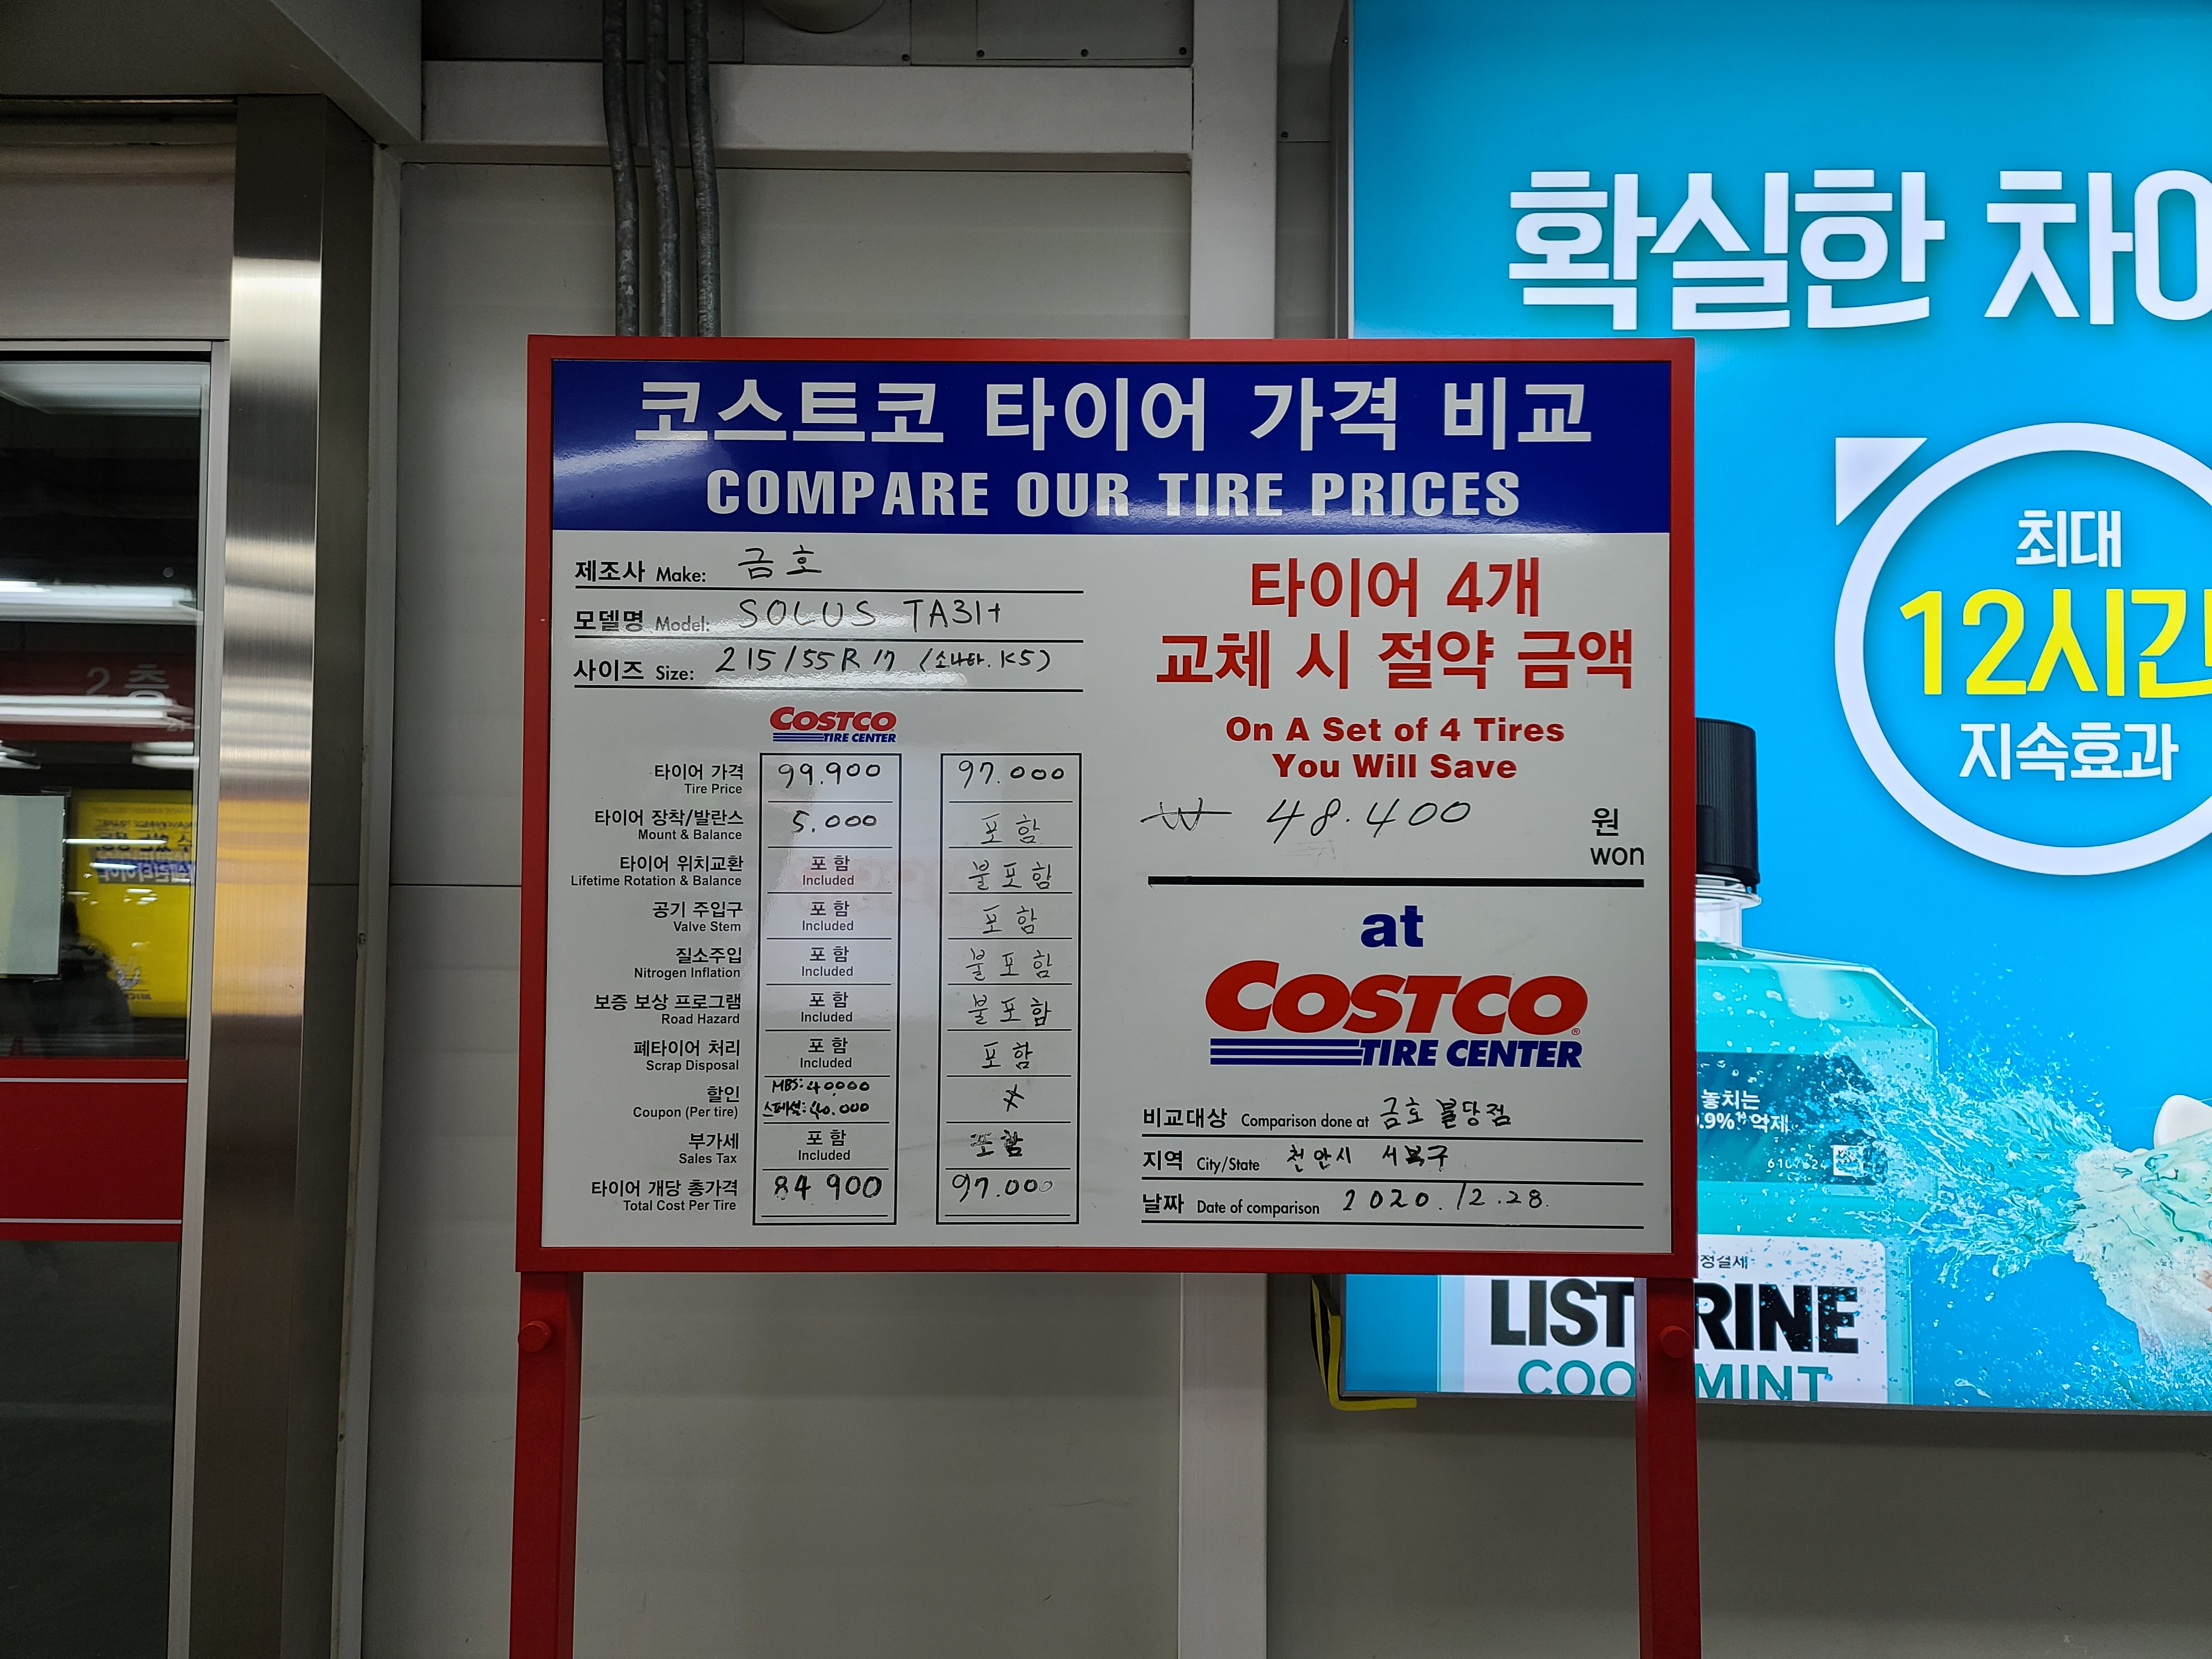 코스트코 타이어 가격 비교
COMPARE OUR TIRE PRICES
제조사 Make: 금호
모델명 Model: SOLUS TA31+
사이즈 Size: 215/55R 17 (소나타. K5)
COSTCO
TIRE CENTER
타이어 가격 99.900 97.000
Tire Price
타이어 장착/발란스 5.000 포함
Mount & Balance
타이어 위치교환 포 함 불포함
Lifetime Rotation & Balance Included
공기 주입구 포 함 포함
Valve Stem Included
질소주입 포 함 불포함
Nitrogen Inflation Included
보증 보상 프로그램 포 함 불포함
Road Hazard Included
폐타이어 처리 포 함 포함
Scrap Disposal Included
할인 MBS: 40000 X
Coupon (Per tire) 스페셜: 40.000
부가세 포 함 포함
Sales Tax Included
타이어 개당 총가격 84 900 97.000
Total Cost Per Tire
타이어 4개
교체 시 절약 금액
On A Set of 4 Tires
You Will Save
₩ 48.400 원
won
at
COSTCO
TIRE CENTER
비교대상 Comparison done at 금호 불당점
지역 City/State 천안시 서북구
날짜 Date of comparison 2020. 12. 28.
확실한
최대
12시간
지속효과
놓치는
LIST RINE
COO MINT
2층